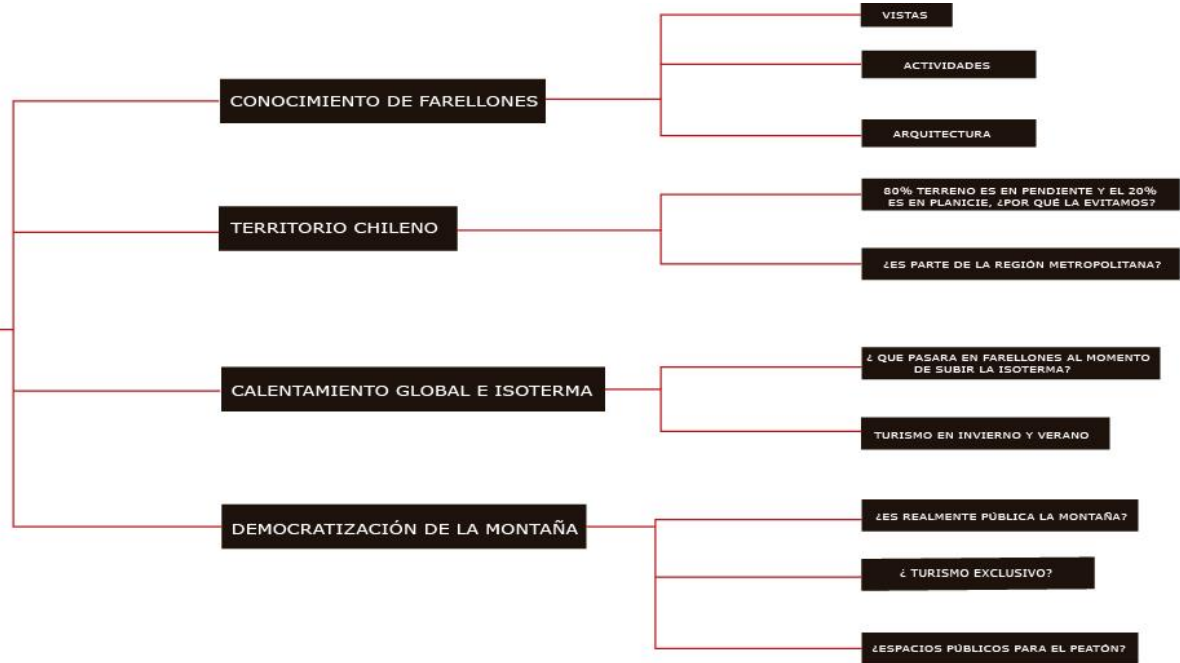 CONOCIMIENTO DE FARELLONES
VISTAS
ACTIVIDADES
ARQUITECTURA
TERRITORIO CHILENO
80% TERRENO ES EN PENDIENTE Y EL 20%
ES EN PLANICIE, ¿POR QUÉ LA EVITAMOS?
¿ES PARTE DE LA REGIÓN METROPOLITANA?
CALENTAMIENTO GLOBAL E ISOTERMA
¿ QUE PASARA EN FARELLONES AL MOMENTO
DE SUBIR LA ISOTERMA?
TURISMO EN INVIERNO Y VERANO
DEMOCRATIZACIÓN DE LA MONTAÑA
¿ES REALMENTE PÚBLICA LA MONTAÑA?
¿ TURISMO EXCLUSIVO?
¿ESPACIOS PÚBLICOS PARA EL PEATÓN?